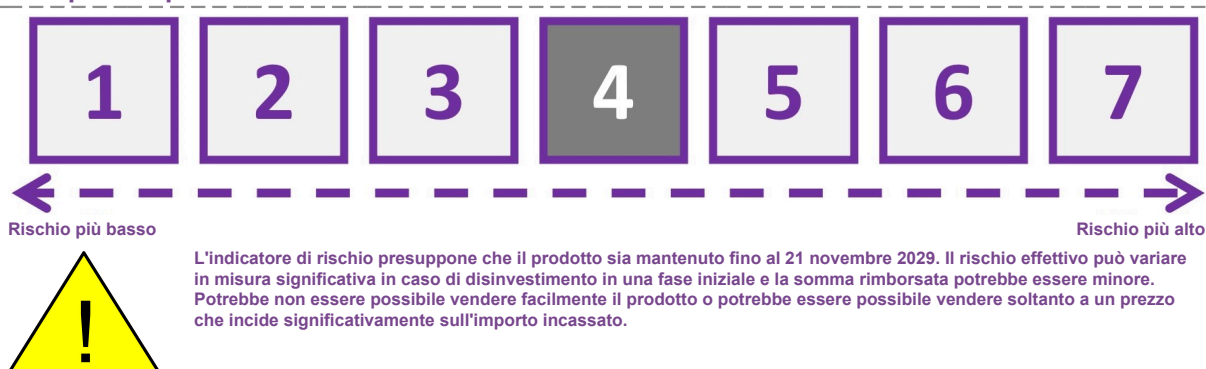 1 2 3 4 5 6 7
Rischio più basso Rischio più alto
L'indicatore di rischio presuppone che il prodotto sia mantenuto fino al 21 novembre 2029. Il rischio effettivo può variare
in misura significativa in caso di disinvestimento in una fase iniziale e la somma rimborsata potrebbe essere minore.
Potrebbe non essere possibile vendere facilmente il prodotto o potrebbe essere possibile vendere soltanto a un prezzo
che incide significativamente sull'importo incassato.
!